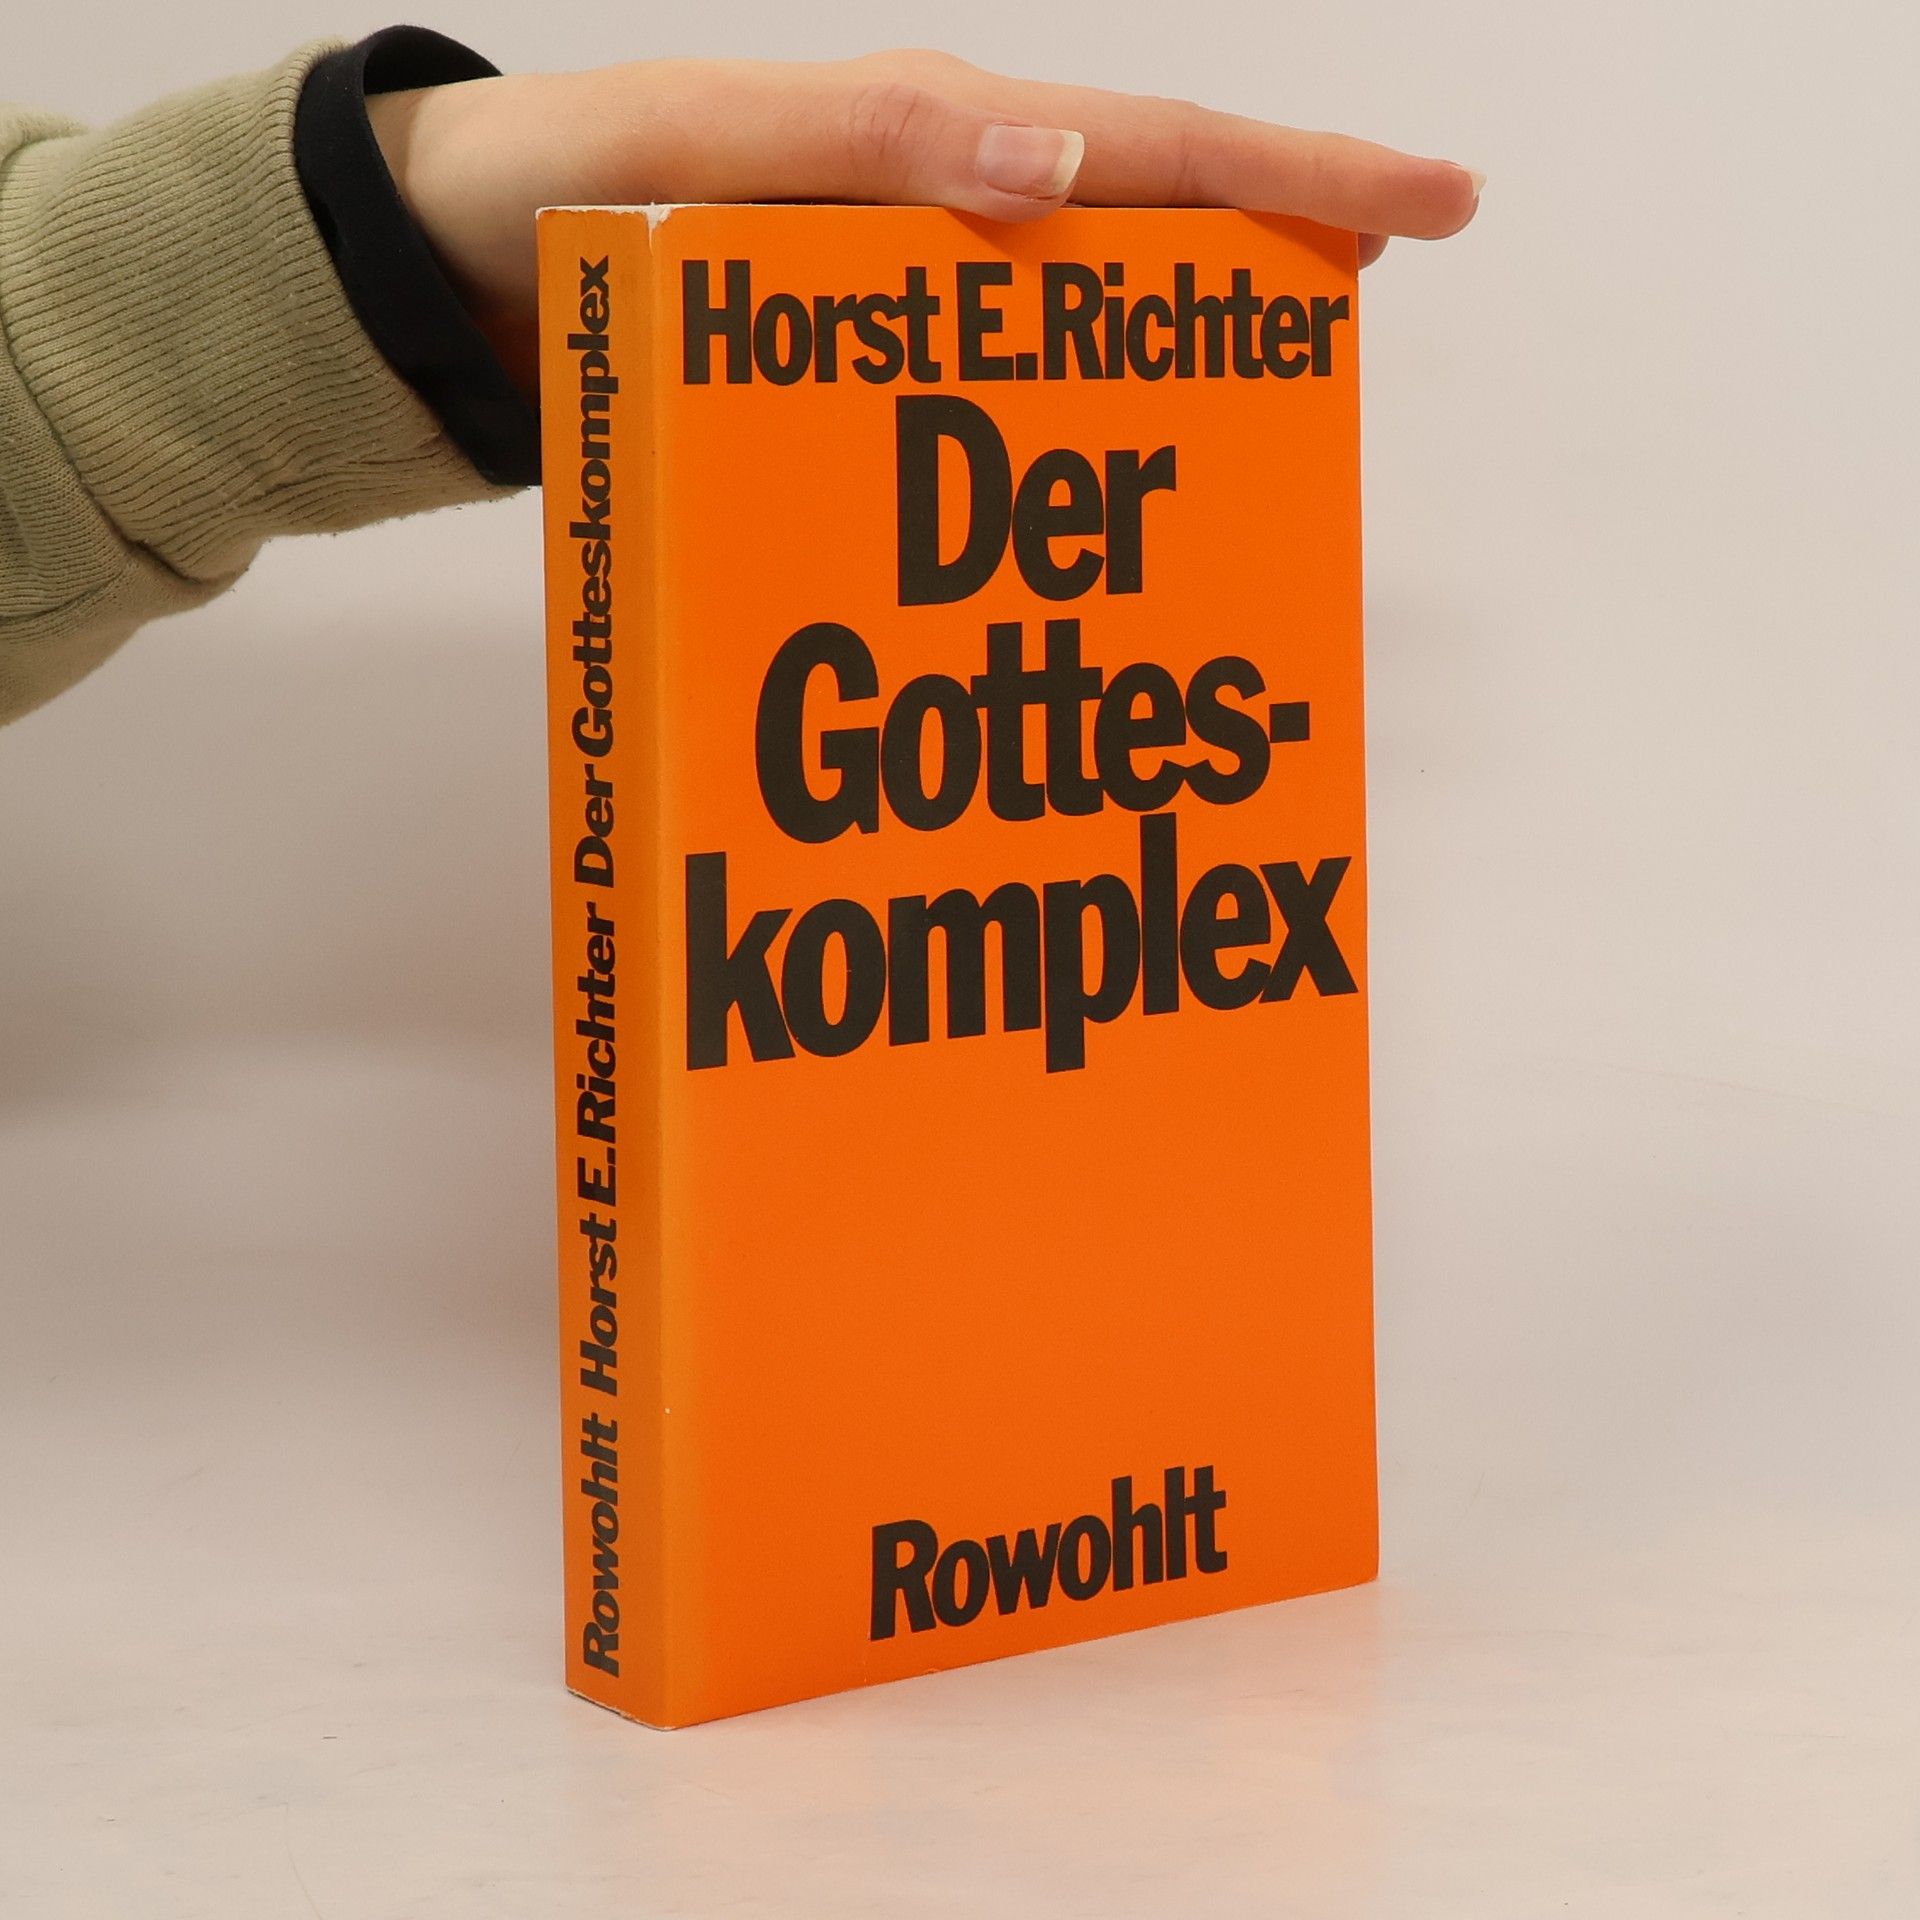 Horst E. Richter
Der
Gottes-
komplex
Rowohlt
Rowohlt Horst E. Richter Der Gotteskomplex